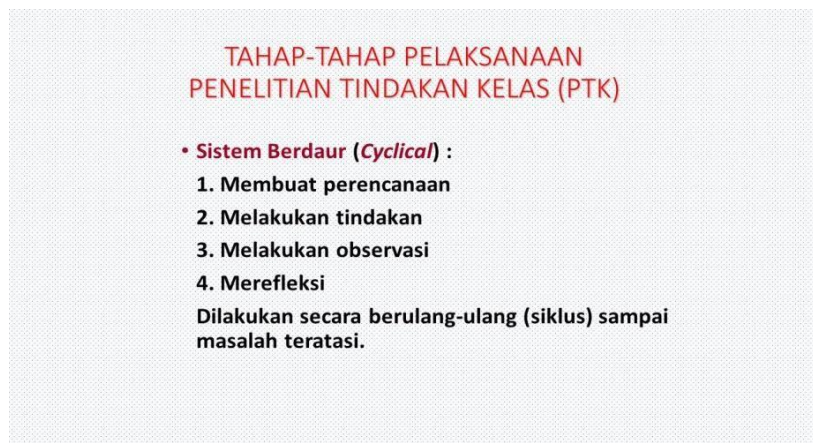 TAHAP-TAHAP PELAKSANAAN
PENELITIAN TINDAKAN KELAS (PTK)
• Sistem Berdaur (Cyclical) :
1. Membuat perencanaan
2. Melakukan tindakan
3. Melakukan observasi
4. Merefleksi
Dilakukan secara berulang-ulang (siklus) sampai
masalah teratasi.